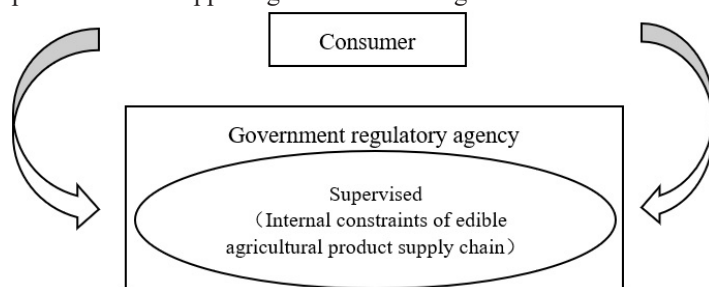 Consumer
Government regulatory agency
Supervised
（Internal constraints of edible
agricultural product supply chain）